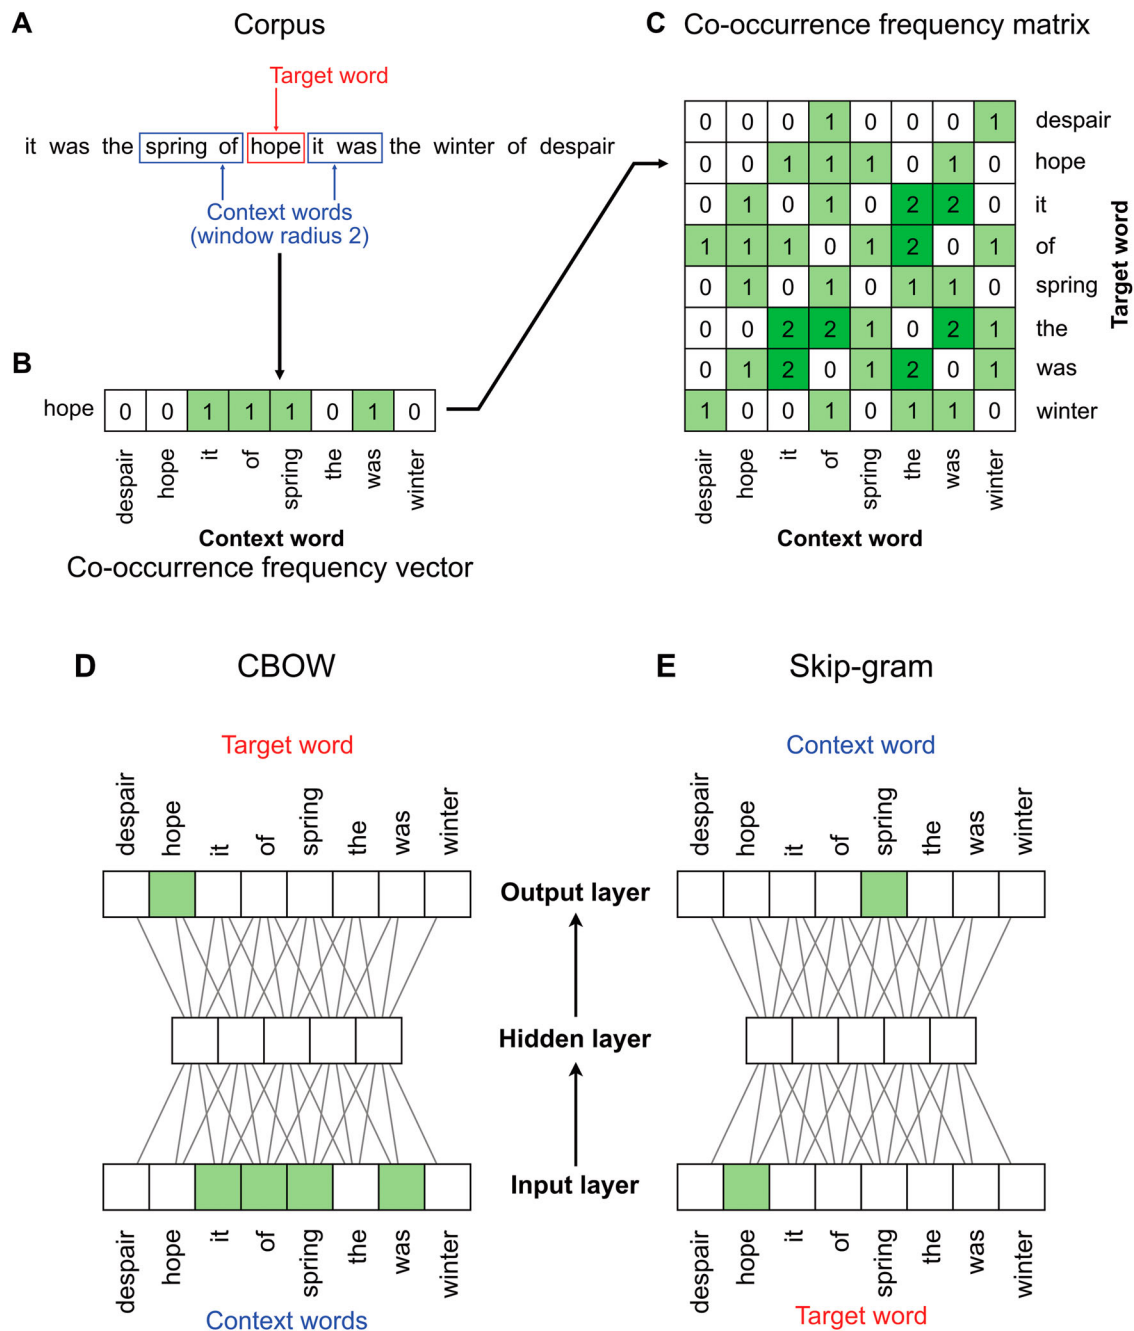 A Corpus
Target word
it was the spring of hope it was the winter of despair
Context words
(window radius 2)
B
hope 0 0 1 1 1 0 1 0
despair hope it of spring the was winter
Context word
Co-occurrence frequency vector
C Co-occurrence frequency matrix
0 0 0 1 0 0 0 1 despair
0 0 1 1 1 0 1 0 hope
0 1 0 1 0 2 2 0 it
1 1 1 0 1 2 0 1 of
0 1 0 1 0 1 1 0 spring
0 0 2 2 1 0 2 1 the
0 1 2 0 1 2 0 1 was
1 0 0 1 0 1 1 0 winter
Target word
despair hope it of spring the was winter
Context word
D CBOW
Target word
despair hope it of spring the was winter
Output layer
Hidden layer
Input layer
despair hope it of spring the was winter
Context words
E Skip-gram
Context word
despair hope it of spring the was winter
despair hope it of spring the was winter
Target word